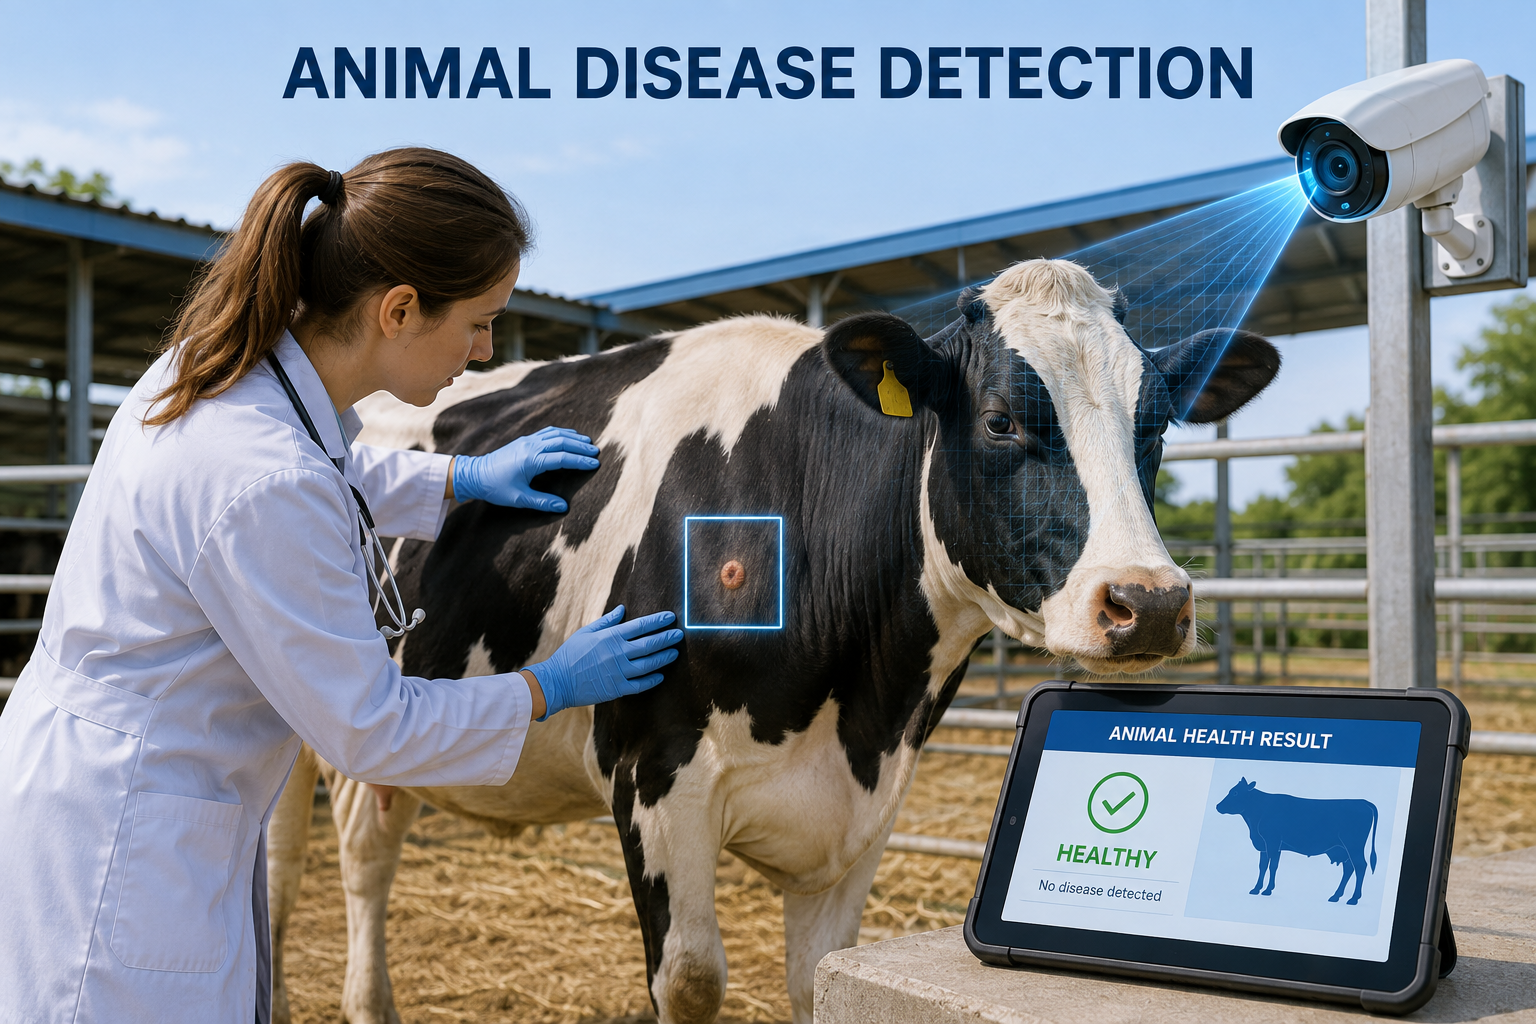 ANIMAL DISEASE DETECTION
ANIMAL HEALTH RESULT
HEALTHY
No disease detected